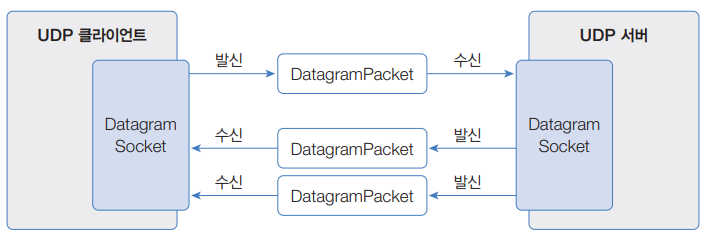 UDP 클라이언트
UDP 서버
발신
수신
DatagramPacket
Datagram
Socket
Datagram
Socket
수신
발신
DatagramPacket
수신
발신
DatagramPacket